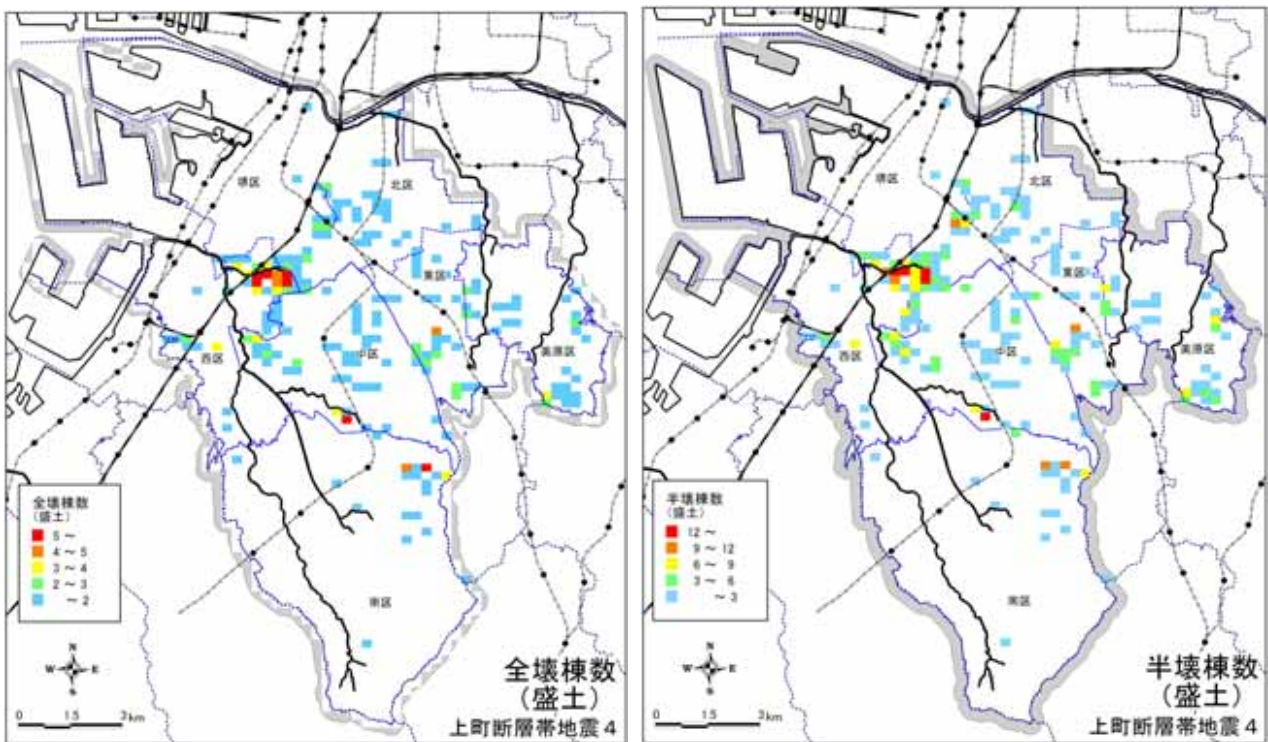 堺区
北区
東区
西区
中区
美原区
南区
全壊棟数
(盛土)
5～
4～5
3～4
2～3
～2
N
W E
S
0 1.5 3km
全壊棟数
(盛土)
上町断層帯地震4
堺区
北区
東区
西区
中区
美原区
南区
半壊棟数
(盛土)
12～
9～12
6～9
3～6
～3
N
W E
S
0 1.5 3km
半壊棟数
(盛土)
上町断層帯地震4